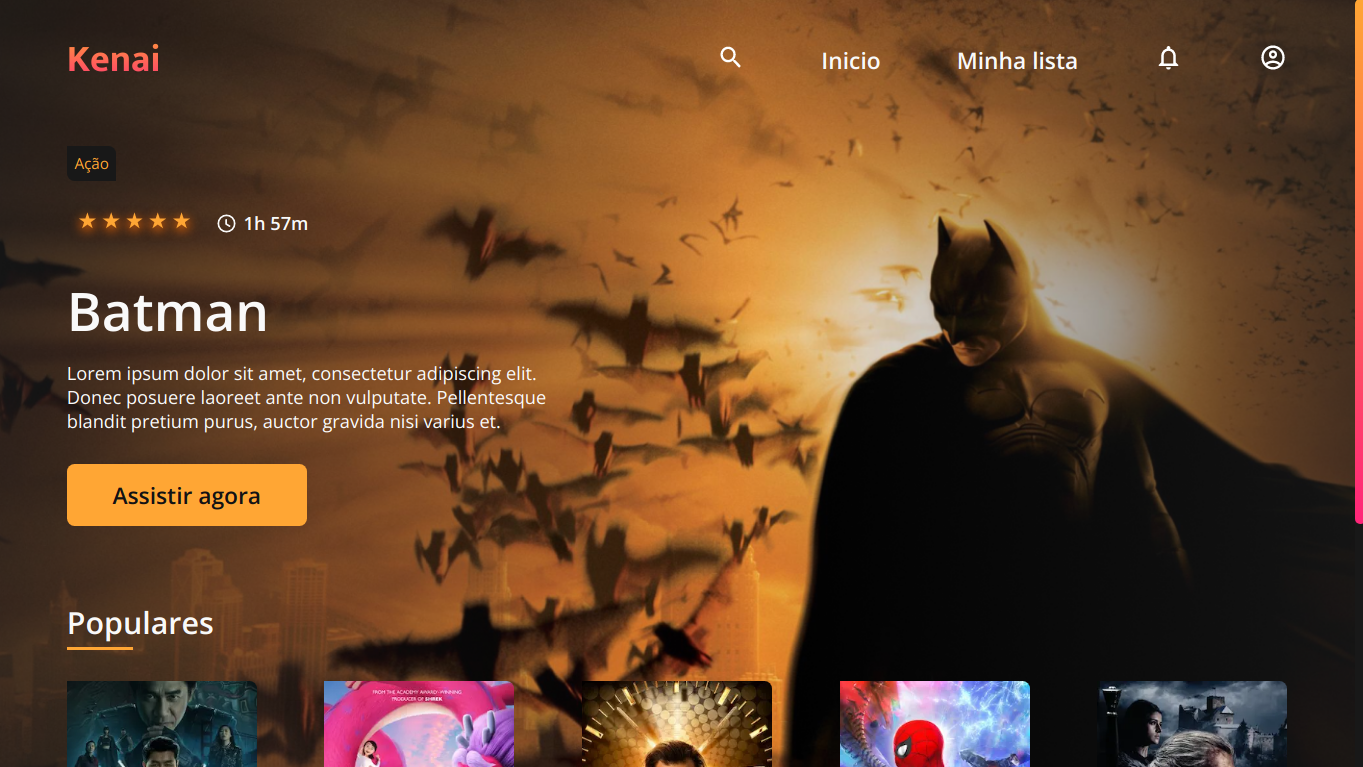 Kenai
Inicio
Minha lista
Ação
1h 57m
Batman
Lorem ipsum dolor sit amet, consectetur adipiscing elit.
Donec posuere laoreet ante non vulputate. Pellentesque
blandit pretium purus, auctor gravida nisi varius et.
Assistir agora
Populares
FROM THE ACADEMY AWARD-WINNING
PRODUCER OF SHREK